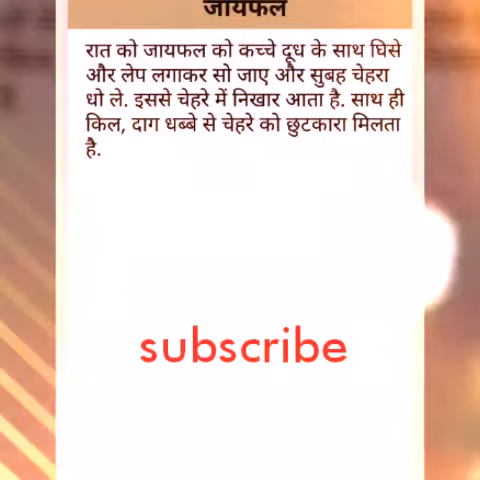 जायफल
रात को जायफल को कच्चे दूध के साथ घिसे
और लेप लगाकर सो जाए और सुबह चेहरा
धो ले. इससे चेहरे में निखार आता है. साथ ही
किल, दाग धब्बे से चेहरे को छुटकारा मिलता
है.
subscribe